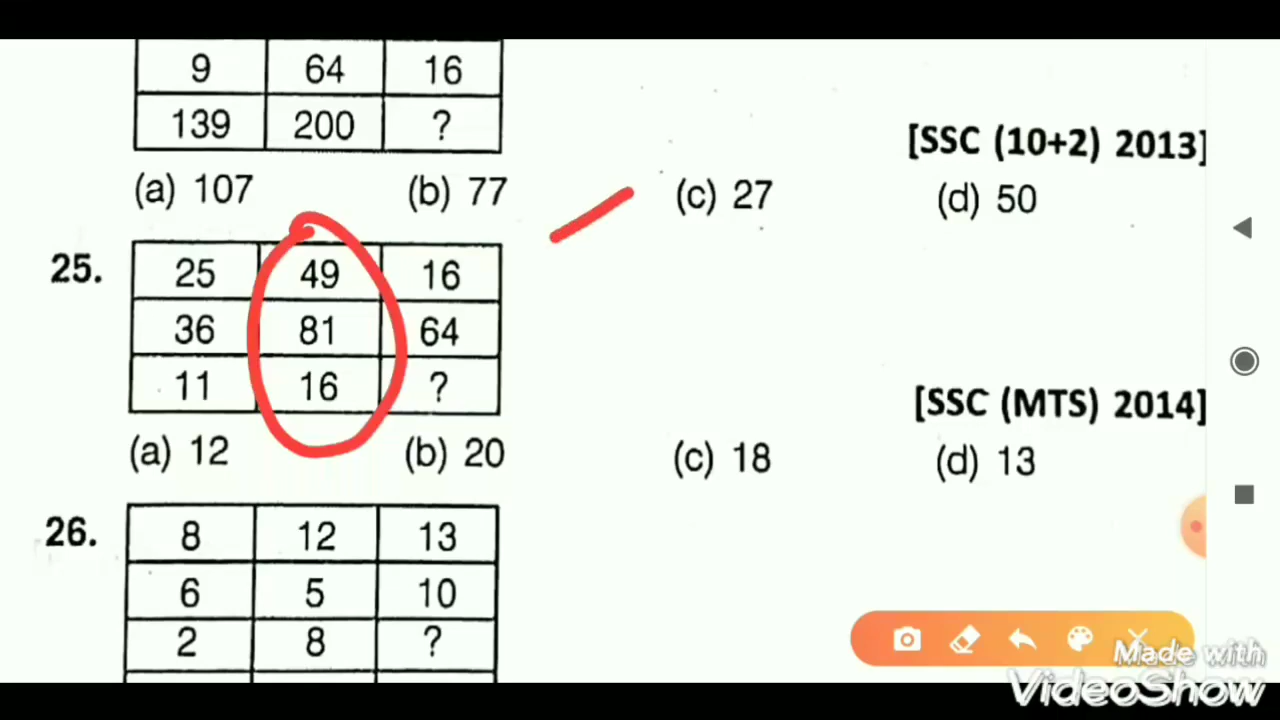 9 64 16
139 200 ?
[SSC (10+2) 2013]
(a) 107 (b) 77 (c) 27 (d) 50
25. 25 49 16
36 81 64
11 16 ?
[SSC (MTS) 2014]
(a) 12 (b) 20 (c) 18 (d) 13
26. 8 12 13
6 5 10
2 8 ?
Made with
VideoShow